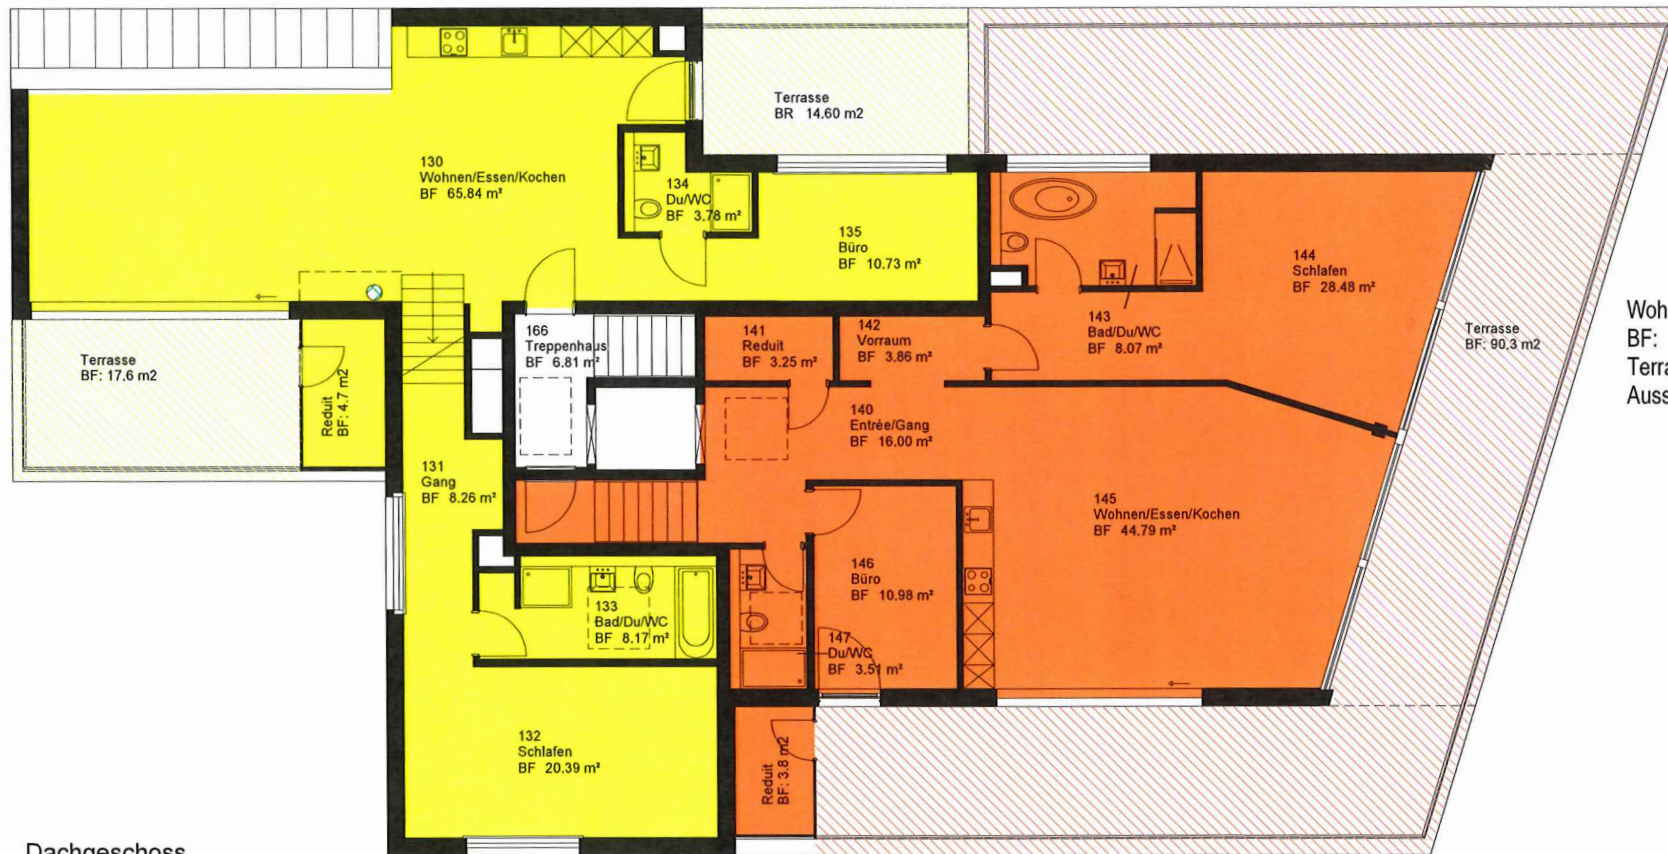 Terrasse
BR 14.60 m2
130
Wohnen/Essen/Kochen
BF 65.84 m²
134
Du/WC
BF 3.78 m²
135
Büro
BF 10.73 m²
144
Schlafen
BF 28.48 m²
143
Bad/Du/WC
BF 8.07 m²
Terrasse
BF: 90.3 m2
Woh
BF:
Terra
Auss
166
Treppenhaus
BF 6.81 m²
141
Reduit
BF 3.25 m²
142
Vorraum
BF 3.86 m²
Terrasse
BF: 17.6 m2
Reduit
BF: 4.7 m2
140
Entrée/Gang
BF 16.00 m²
131
Gang
BF 8.26 m²
145
Wohnen/Essen/Kochen
BF 44.79 m²
146
Büro
BF 10.98 m²
133
Bad/Du/WC
BF 8.17 m²
147
Du/WC
BF 3.51 m²
132
Schlafen
BF 20.39 m²
Reduit
BF: 3.8 m2
Dachgeschoss